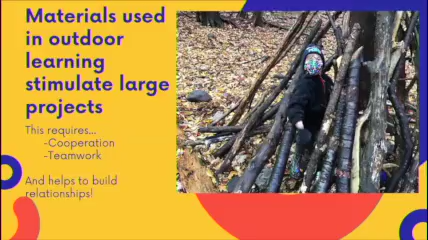 Materials used
in outdoor
learning
stimulate large
projects
This requires...
-Cooperation
-Teamwork
And helps to build
relationships!